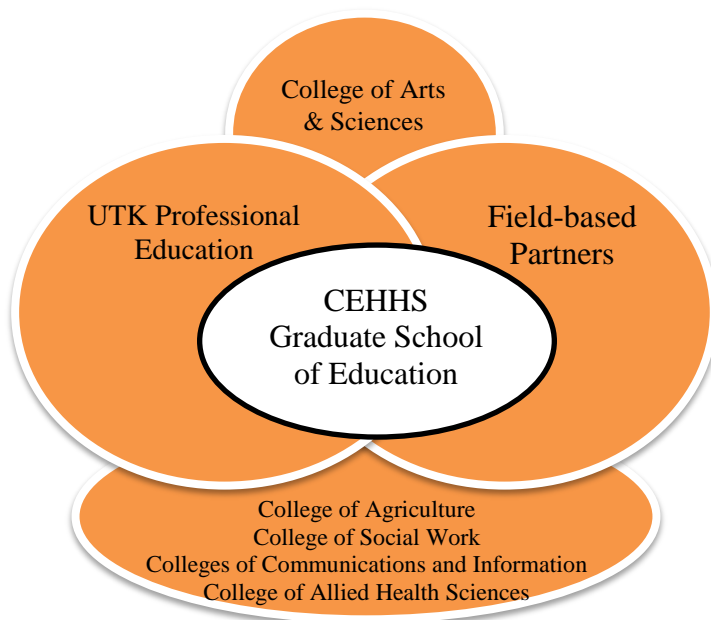 College of Arts
& Sciences
UTK Professional
Education
Field-based
Partners
CEHHS
Graduate School
of Education
College of Agriculture
College of Social Work
Colleges of Communications and Information
College of Allied Health Sciences